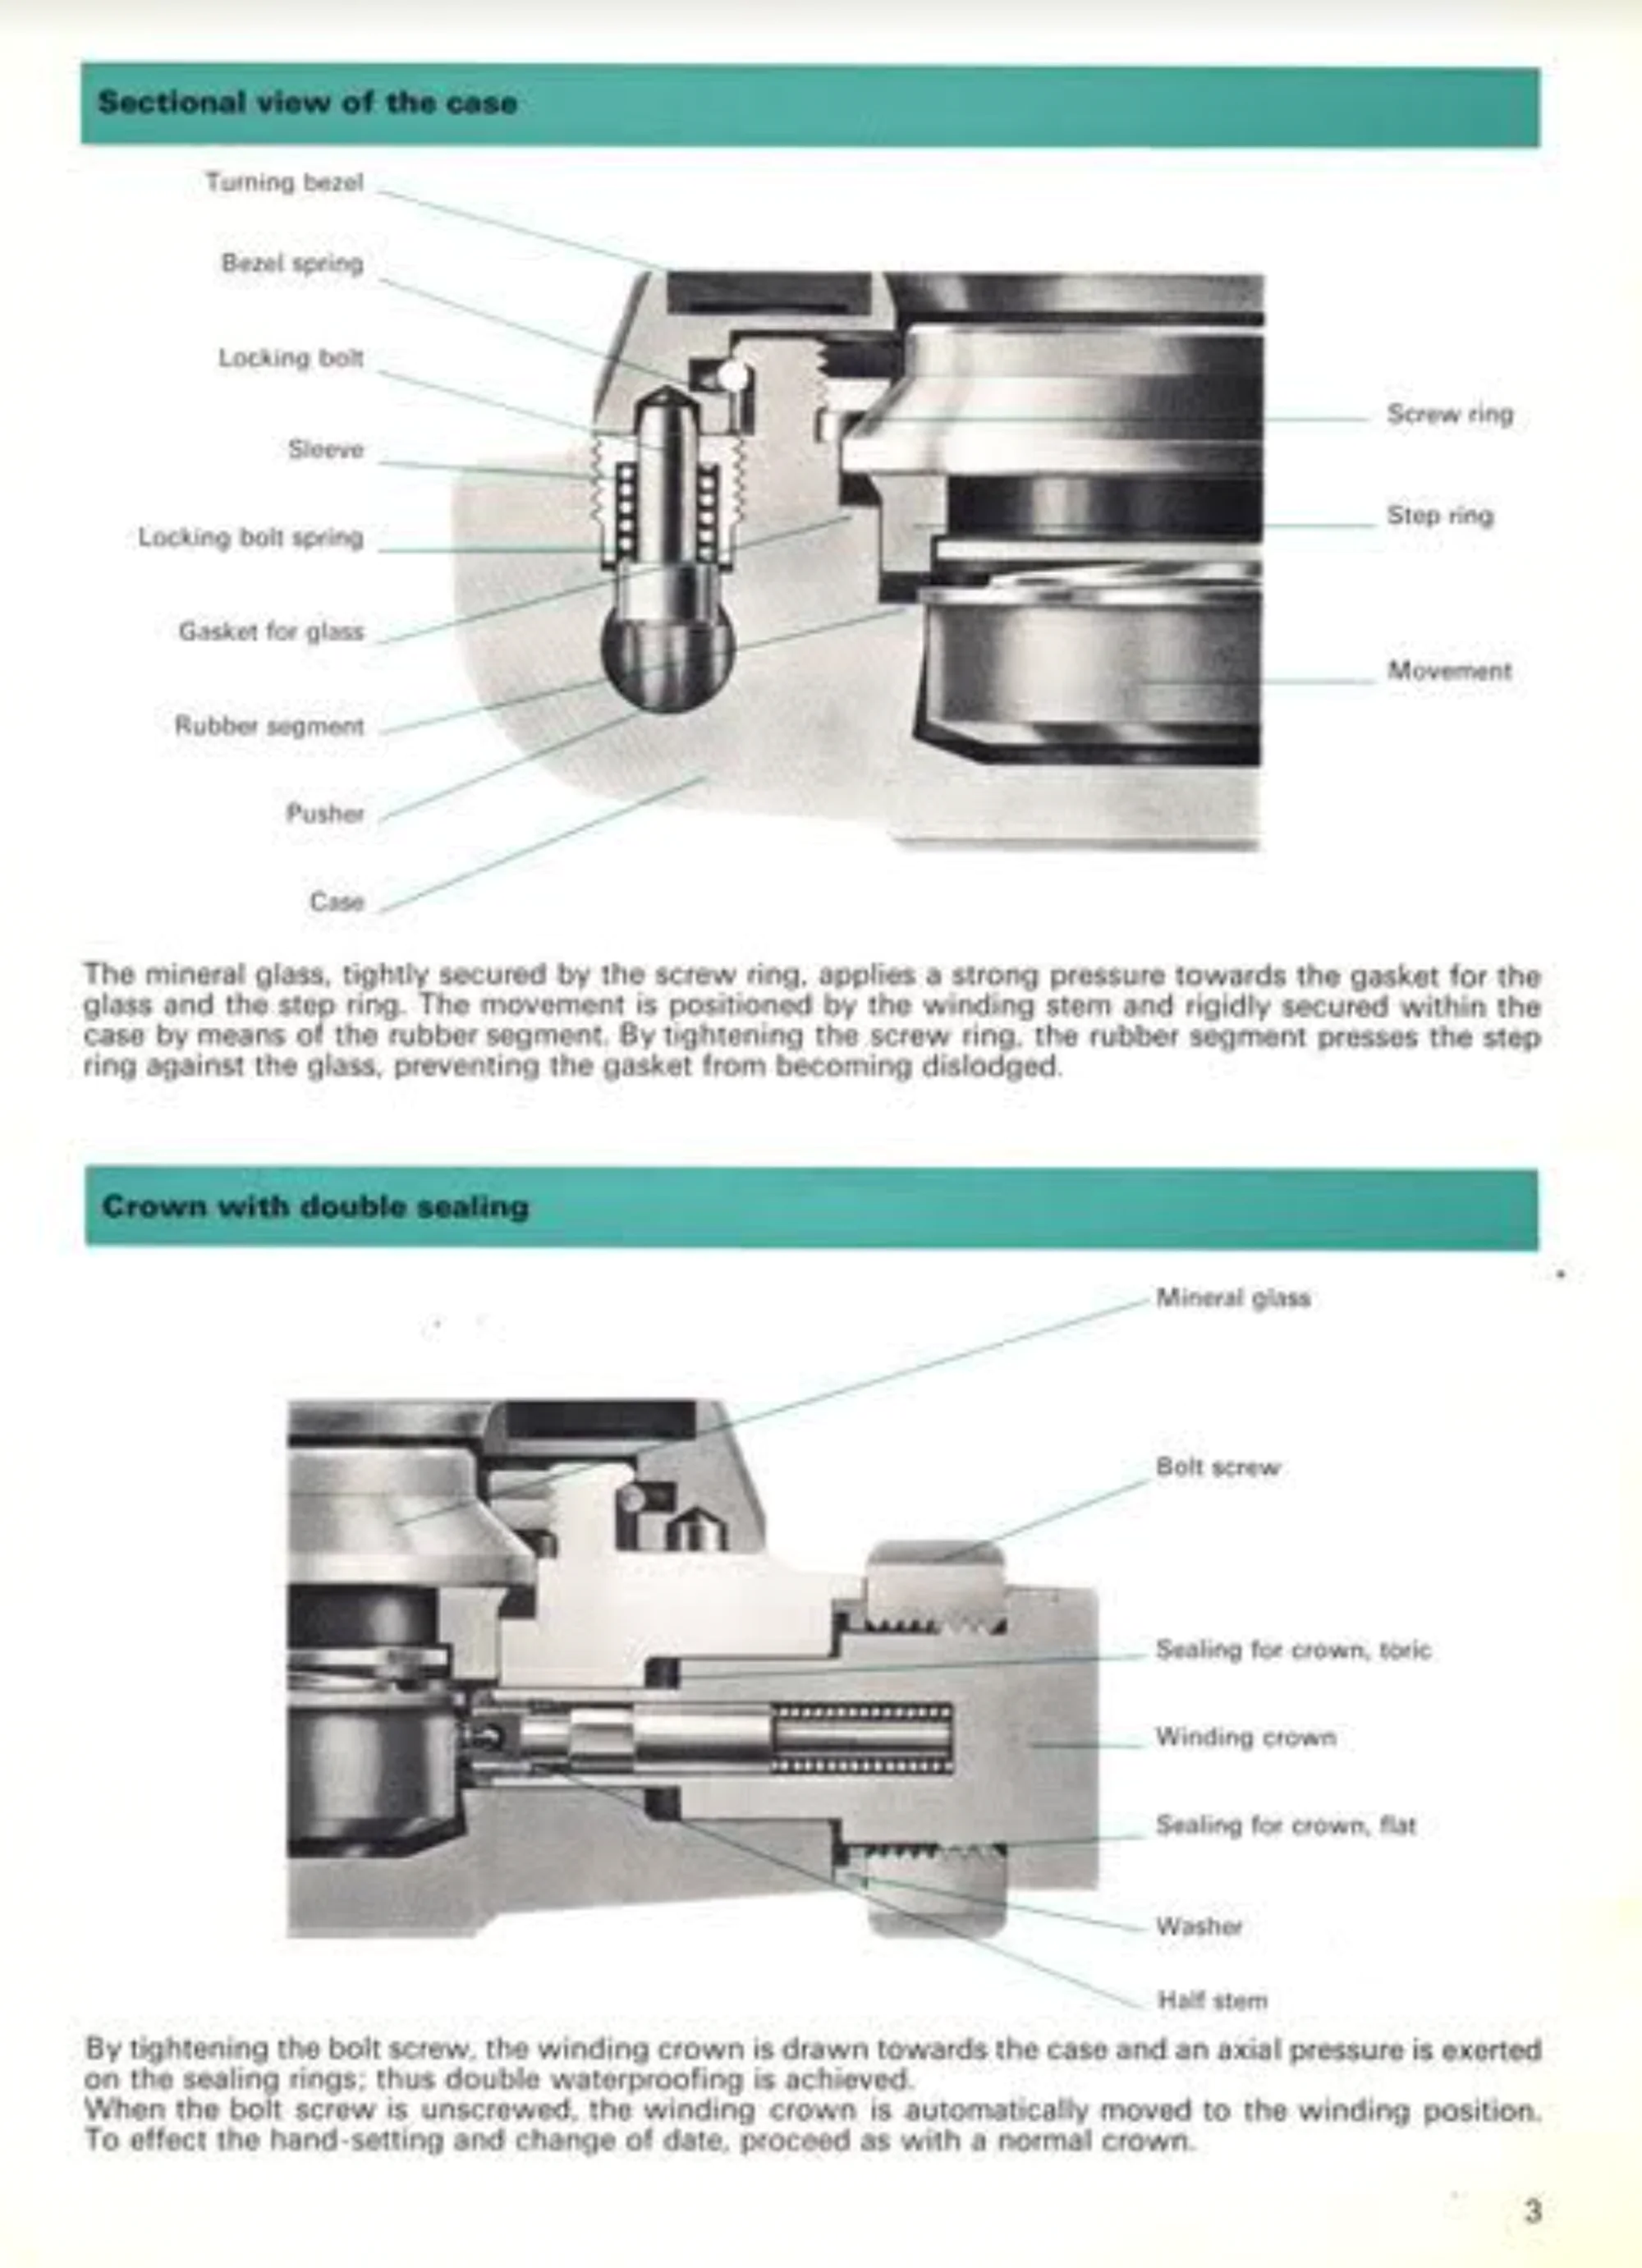 Sectional view of the case
Turning bezel
Bezel spring
Locking bolt
Sleeve
Locking bolt spring
Gasket for glass
Rubber segment
Pusher
Case
Screw ring
Step ring
Movement
The mineral glass, tightly secured by the screw ring, applies a strong pressure towards the gasket for the
glass and the step ring. The movement is positioned by the winding stem and rigidly secured within the
case by means of the rubber segment. By tightening the screw ring, the rubber segment presses the step
ring against the glass, preventing the gasket from becoming dislodged.
Crown with double sealing
Mineral glass
Bolt screw
Sealing for crown, toric
Winding crown
Sealing for crown, flat
Washer
Half stem
By tightening the bolt screw, the winding crown is drawn towards the case and an axial pressure is exerted
on the sealing rings; thus double waterproofing is achieved.
When the bolt screw is unscrewed, the winding crown is automatically moved to the winding position.
To effect the hand-setting and change of date, proceed as with a normal crown.
3